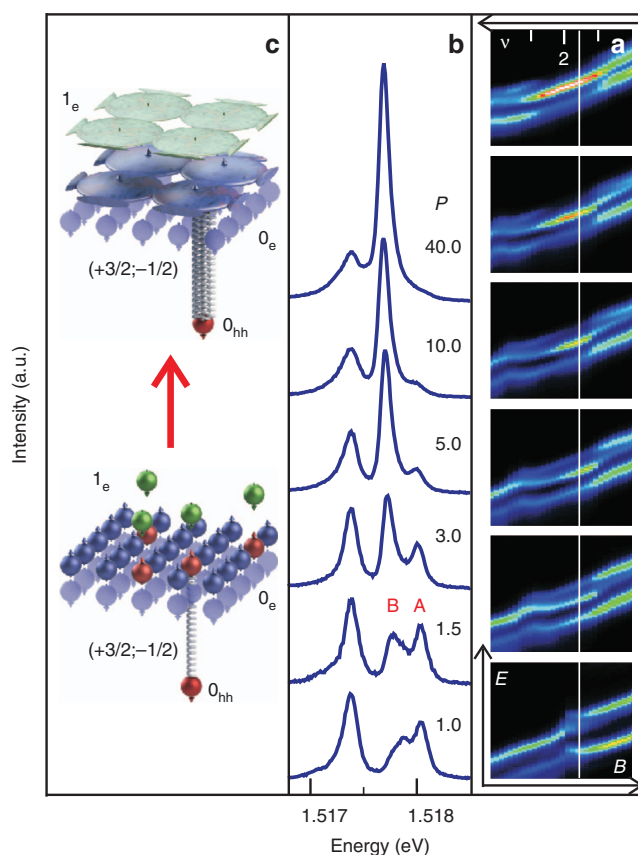 c
b
ν
2
a
1e
0e
(+3/2;−1/2)
0hh
1e
0e
(+3/2;−1/2)
0hh
P
40.0
10.0
5.0
3.0
B A
1.5
1.0
E
B
Intensity (a.u.)
1.517
1.518
Energy (eV)